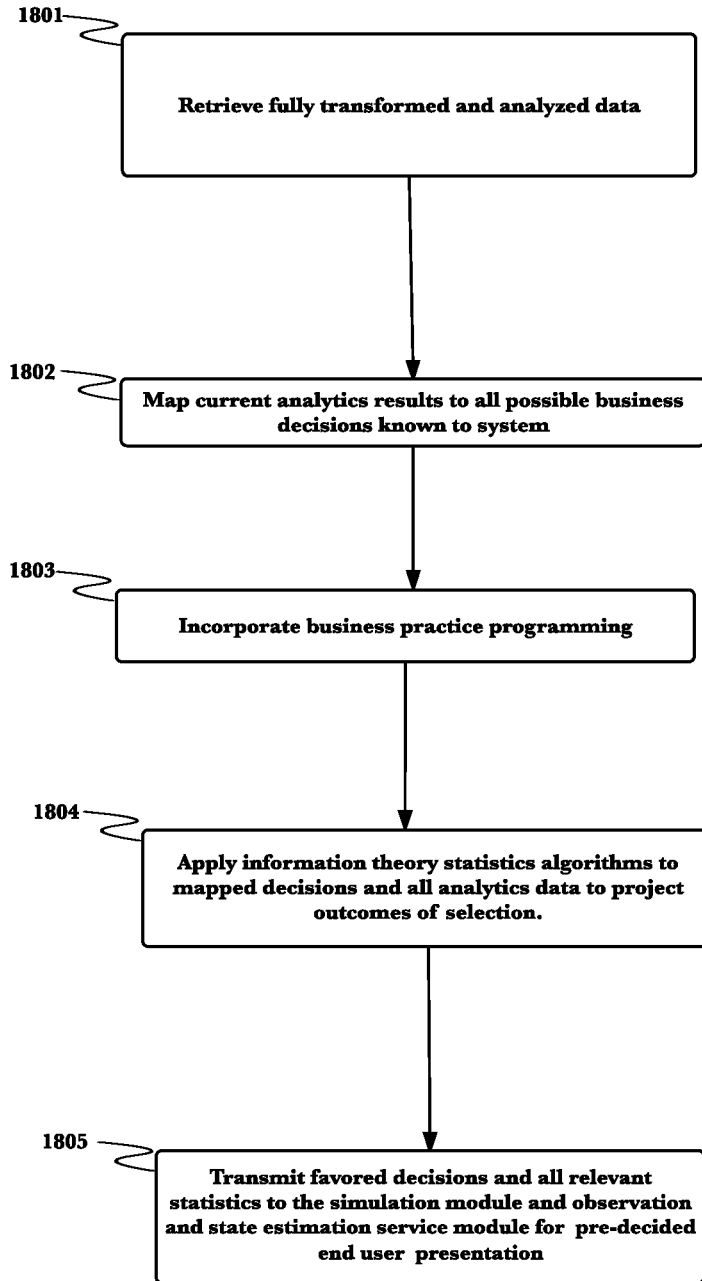 1801
Retrieve fully transformed and analyzed data
1802
Map current analytics results to all possible business
decisions known to system
1803
Incorporate business practice programming
1804
Apply information theory statistics algorithms to
mapped decisions and all analytics data to project
outcomes of selection.
1805
Transmit favored decisions and all relevant
statistics to the simulation module and observation
and state estimation service module for pre-decided
end user presentation